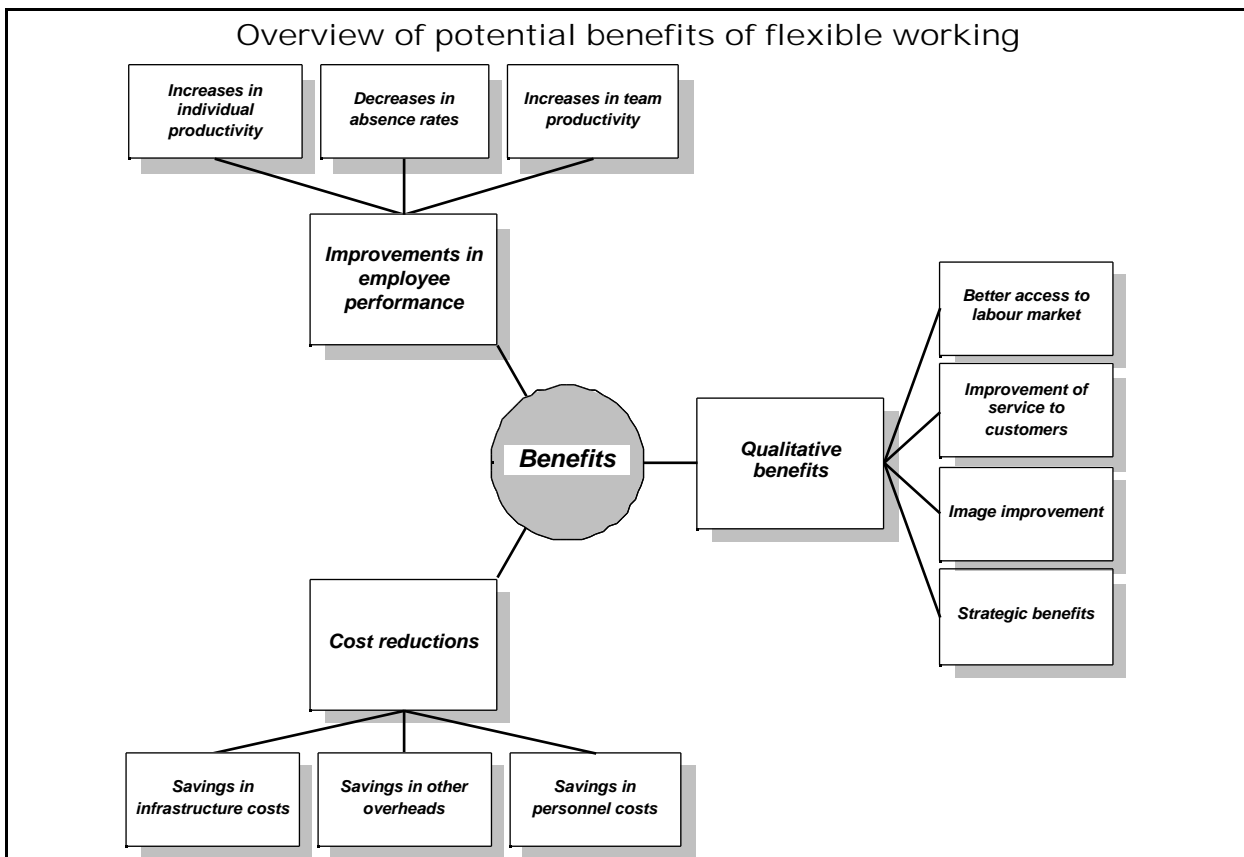 Overview of potential benefits of flexible working
Increases in
individual
productivity
Decreases in
absence rates
Increases in team
productivity
Improvements in
employee
performance
Better access to
labour market
Improvement of
service to
customers
Benefits
Qualitative
benefits
Image improvement
Strategic benefits
Cost reductions
Savings in
infrastructure costs
Savings in other
overheads
Savings in
personnel costs